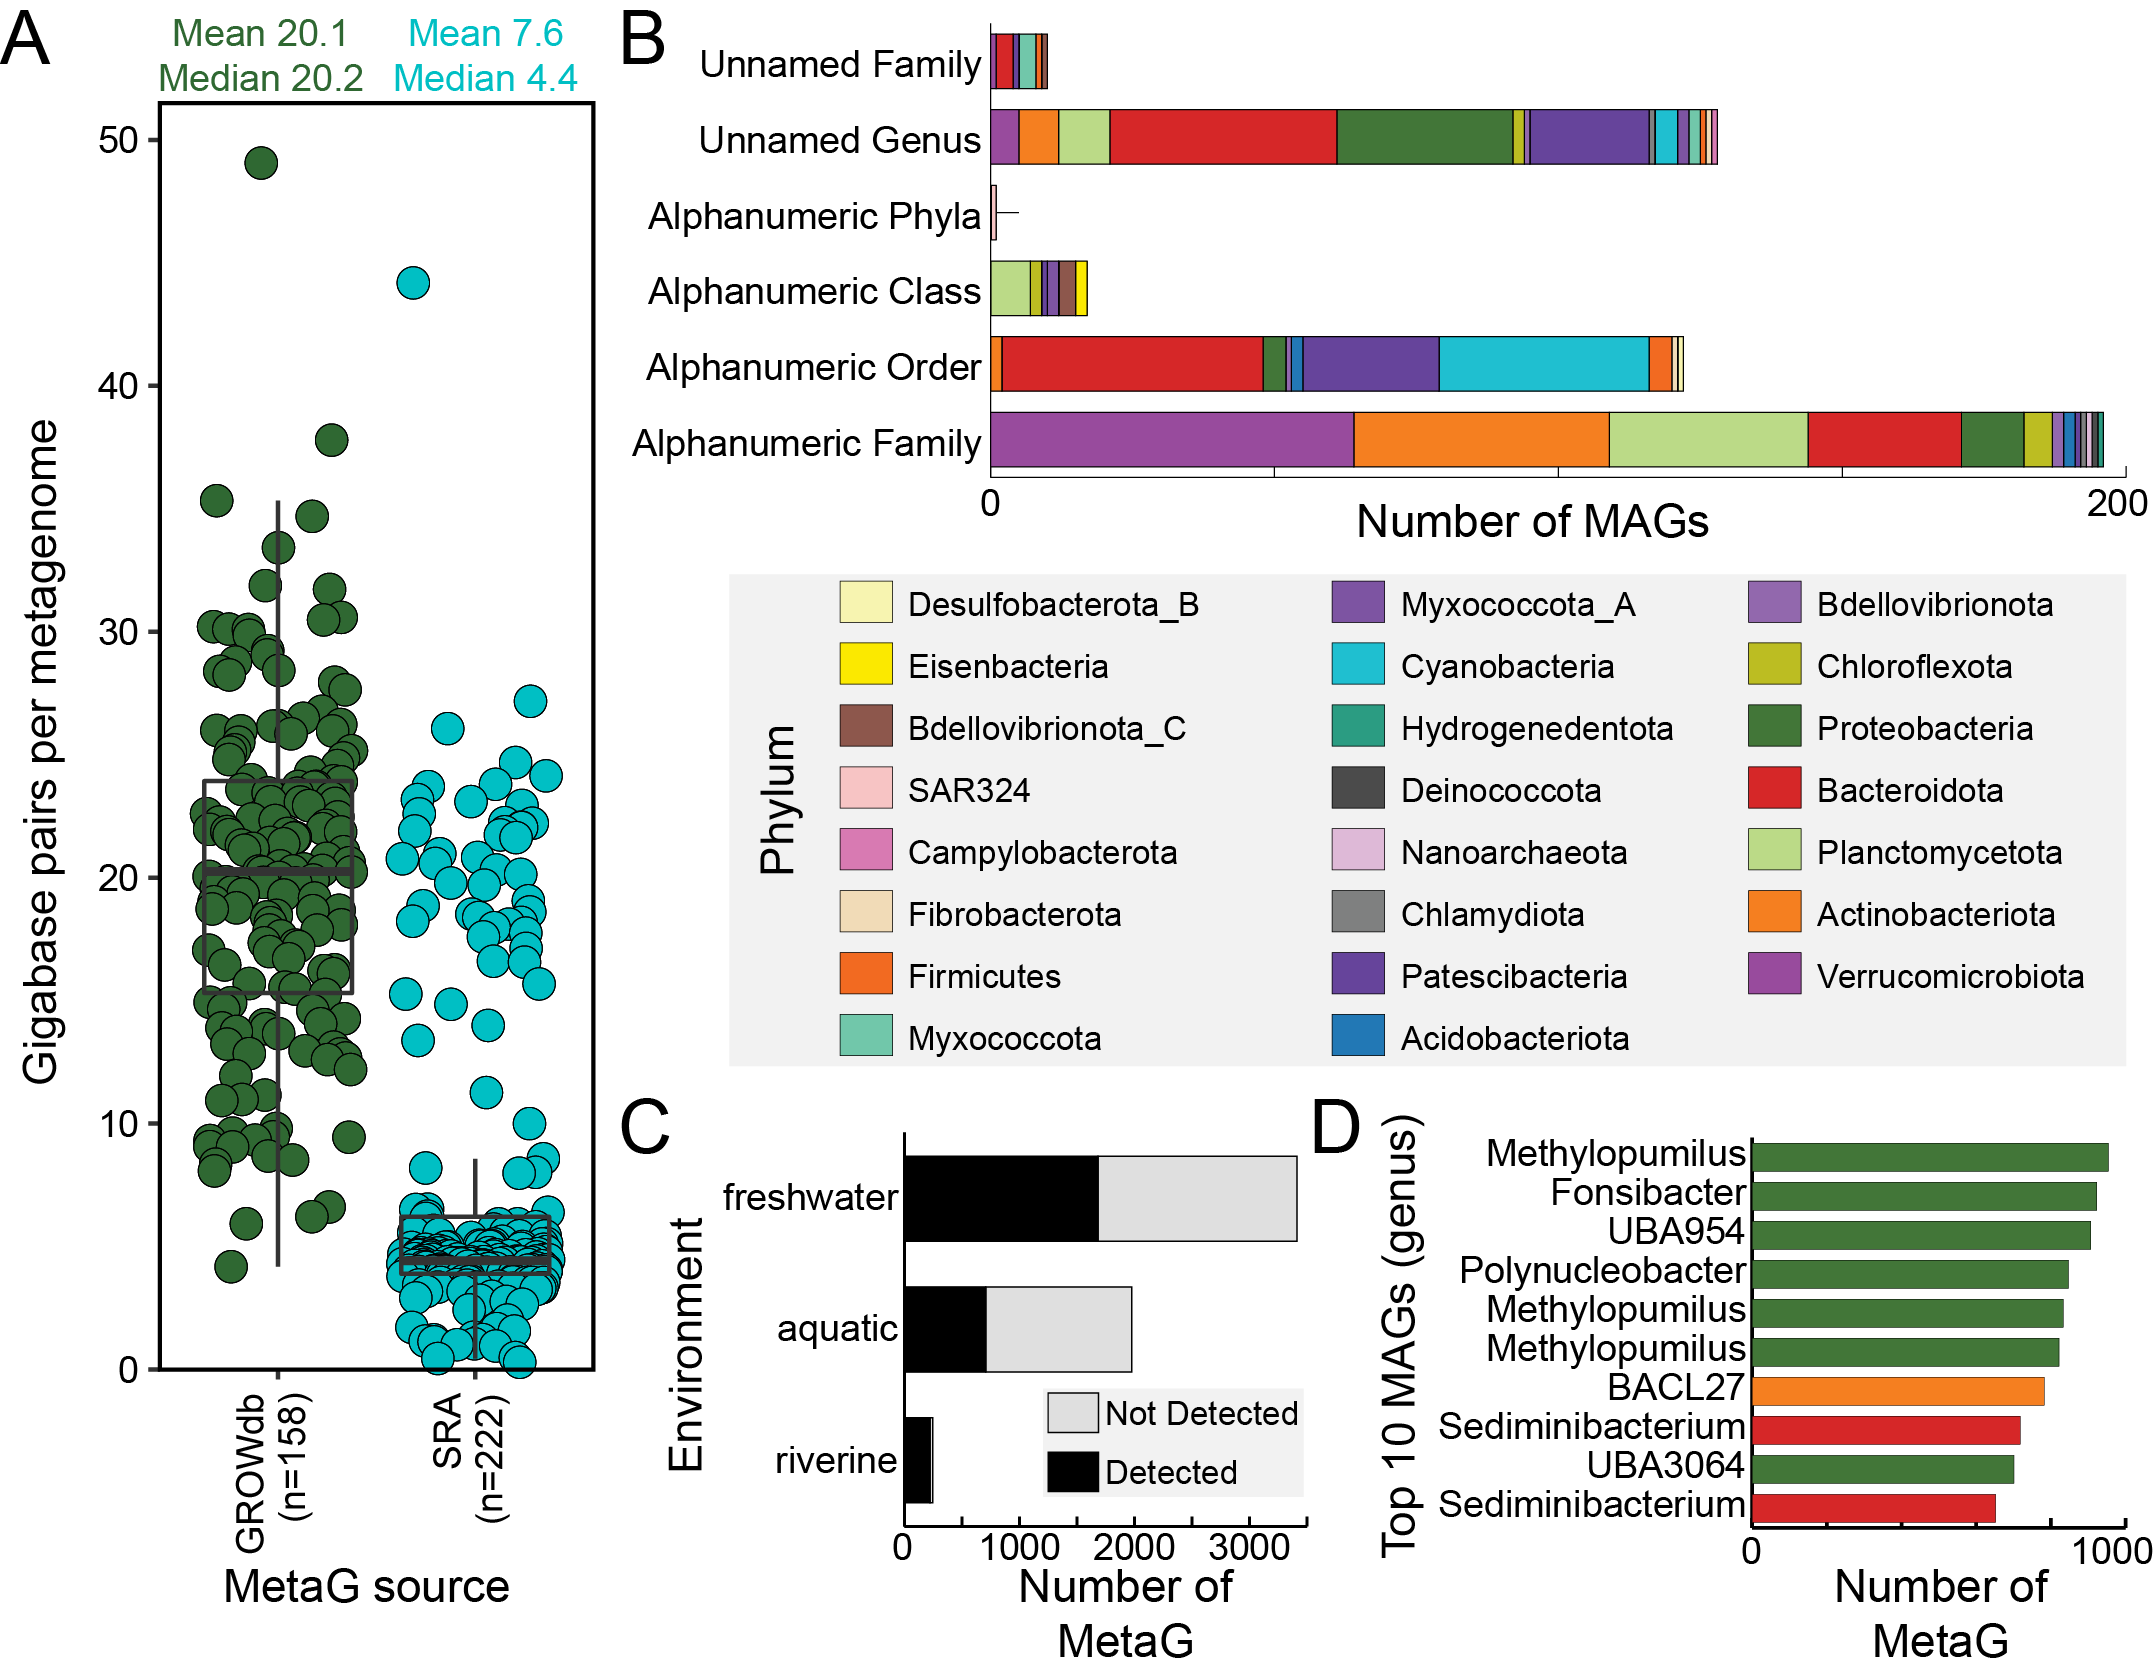 A
Mean 20.1
Median 20.2
Mean 7.6
Median 4.4
Gigabase pairs per metagenome
50
40
30
20
10
0
GROWdb
(n=158)
SRA
(n=222)
MetaG source
B
Unnamed Family
Unnamed Genus
Alphanumeric Phyla
Alphanumeric Class
Alphanumeric Order
Alphanumeric Family
0
200
Number of MAGs
Phylum
Desulfobacterota_B
Eisenbacteria
Bdellovibrionota_C
SAR324
Campylobacterota
Fibrobacterota
Firmicutes
Myxococcota
Myxococcota_A
Cyanobacteria
Hydrogenedentota
Deinococcota
Nanoarchaeota
Chlamydiota
Patescibacteria
Acidobacteriota
Bdellovibrionota
Chloroflexota
Proteobacteria
Bacteroidota
Planctomycetota
Actinobacteriota
Verrucomicrobiota
C
Environment
freshwater
aquatic
riverine
Not Detected
Detected
0
1000
2000
3000
Number of
MetaG
D
Top 10 MAGs (genus)
Methylopumilus
Fonsibacter
UBA954
Polynucleobacter
Methylopumilus
Methylopumilus
BACL27
Sediminibacterium
UBA3064
Sediminibacterium
0
1000
Number of
MetaG